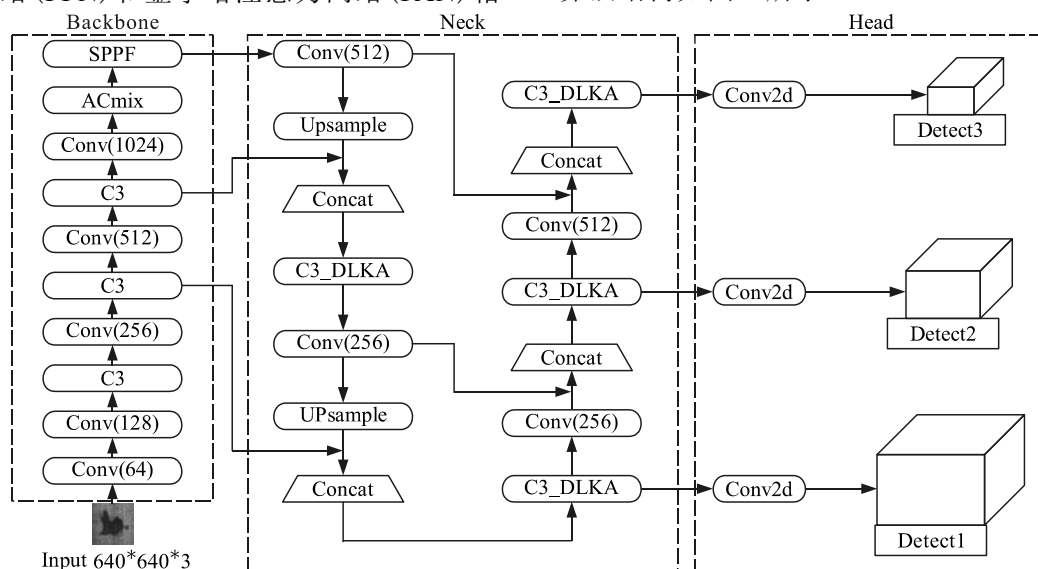 Backbone
SPPF
ACmix
Conv(1024)
C3
Conv(512)
C3
Conv(256)
C3
Conv(128)
Conv(64)
Input 640*640*3
Neck
Conv(512)
Upsample
Concat
C3_DLKA
Conv(256)
UPsample
Concat
C3_DLKA
Concat
Conv(512)
C3_DLKA
Concat
Conv(256)
C3_DLKA
Head
Conv2d
Detect3
Conv2d
Detect2
Conv2d
Detect1